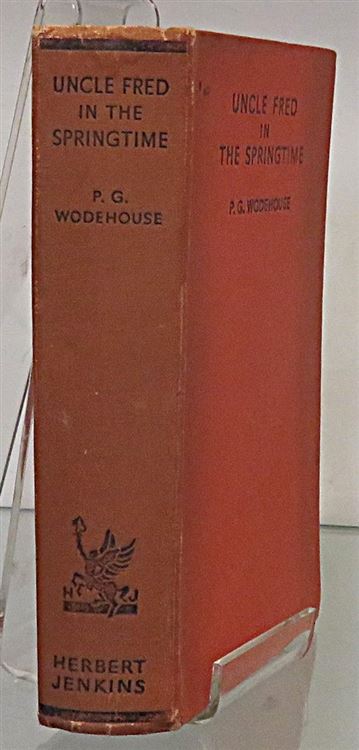 UNCLE FRED
IN THE
SPRINGTIME
P. G.
WODEHOUSE
H J
HERBERT
JENKINS
UNCLE FRED
IN
THE SPRINGTIME
P. G. WODEHOUSE